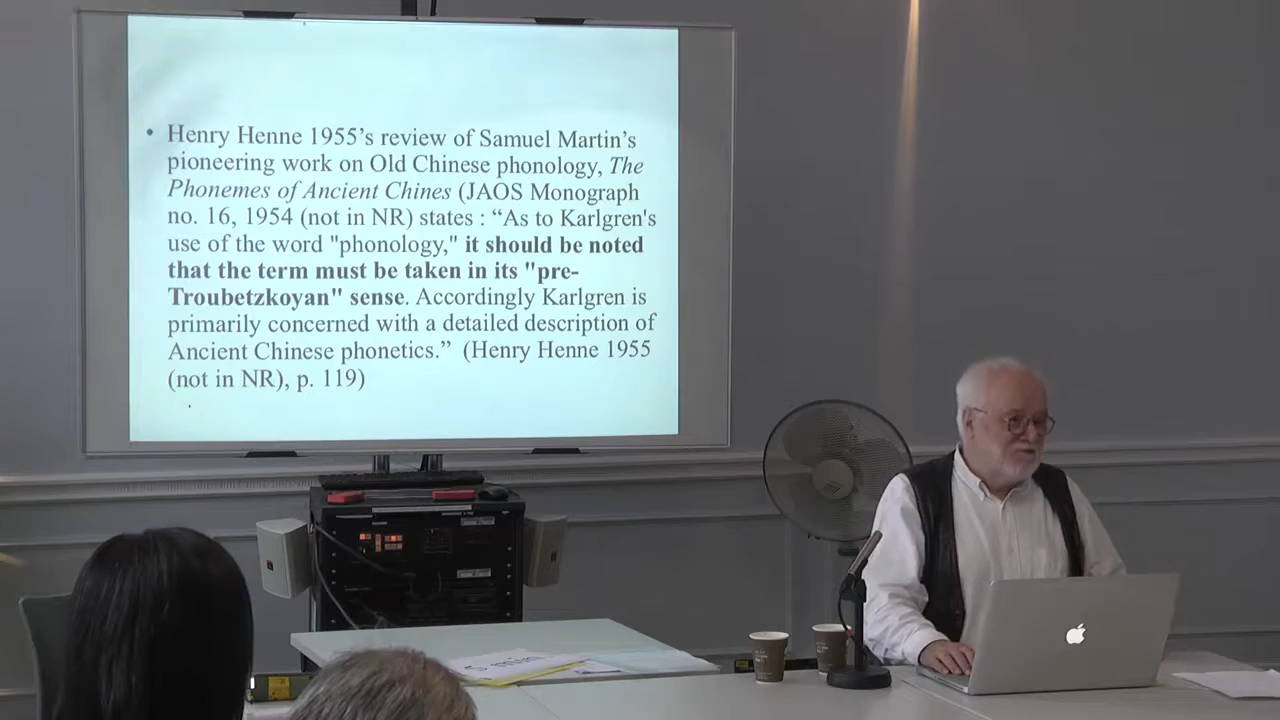 • Henry Henne 1955's review of Samuel Martin's
pioneering work on Old Chinese phonology, The
Phonemes of Ancient Chines (JAOS Monograph
no. 16, 1954 (not in NR) states : “As to Karlgren's
use of the word "phonology," it should be noted
that the term must be taken in its "pre-
Troubetzkoyan" sense. Accordingly Karlgren is
primarily concerned with a detailed description of
Ancient Chinese phonetics.” (Henry Henne 1955
(not in NR), p. 119)